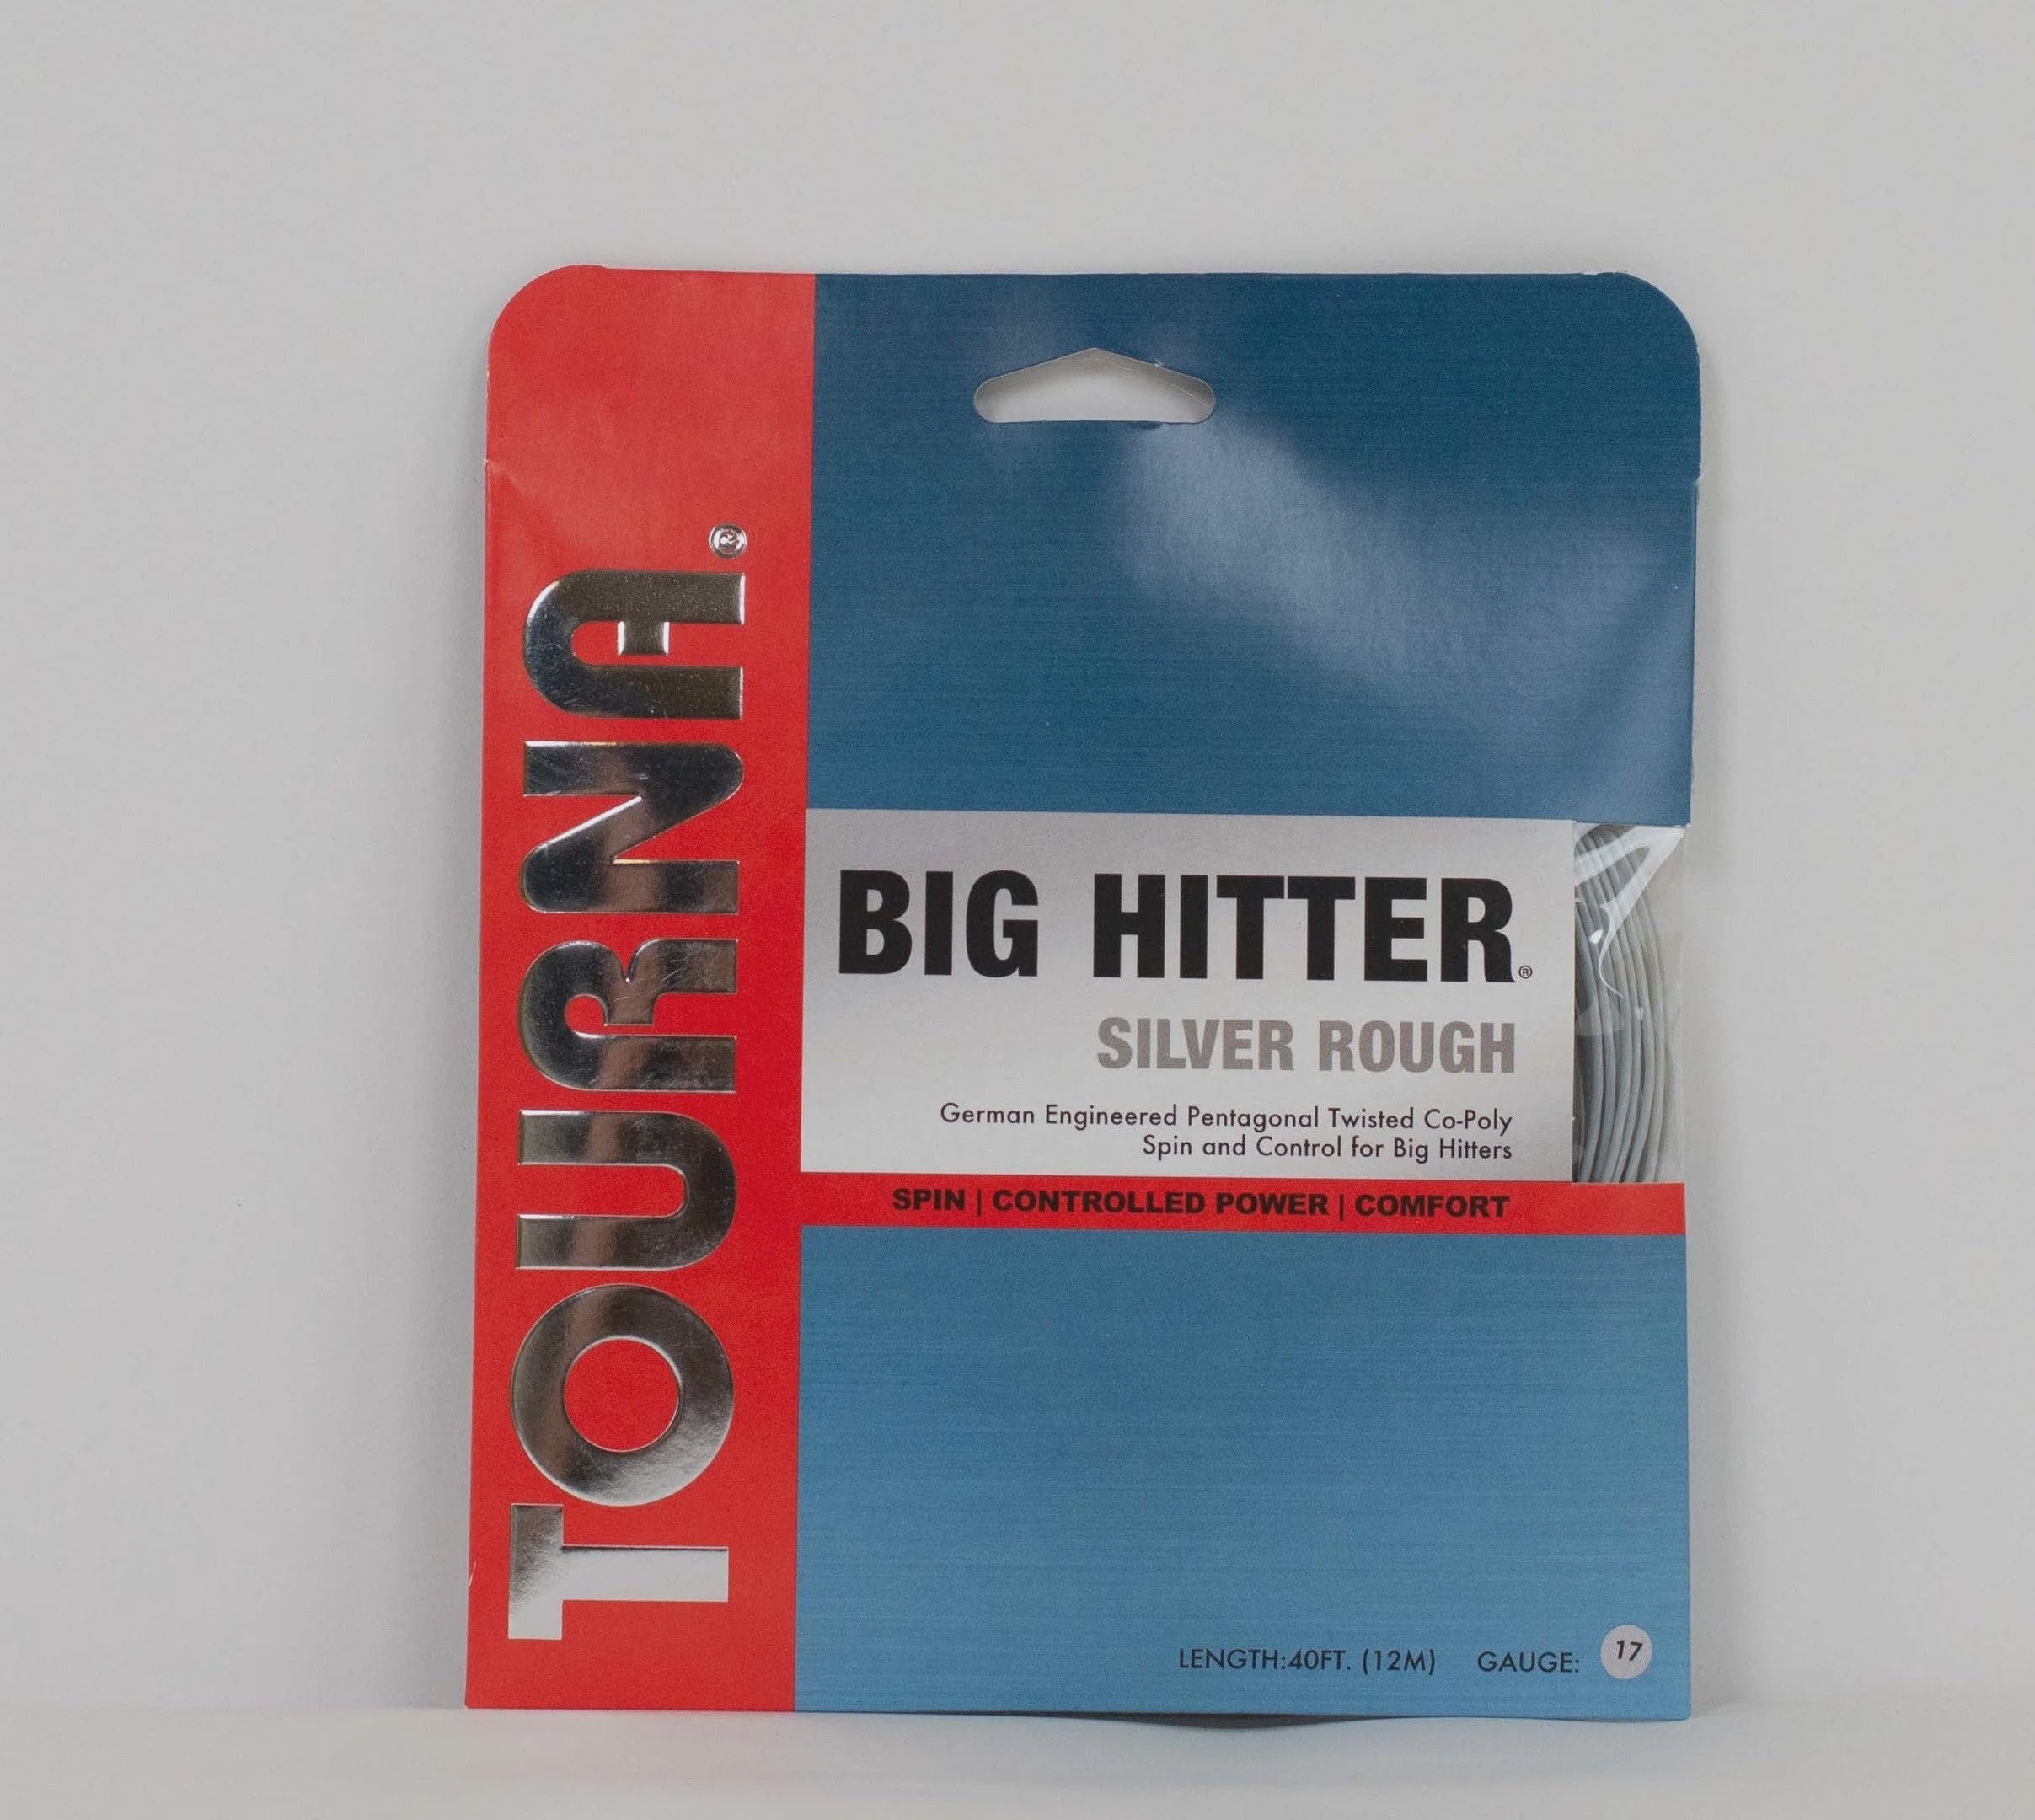 TOURNA®
BIG HITTER®
SILVER ROUGH
German Engineered Pentagonal Twisted Co-Poly
Spin and Control for Big Hitters
SPIN | CONTROLLED POWER | COMFORT
LENGTH:40FT. (12M) GAUGE: 17